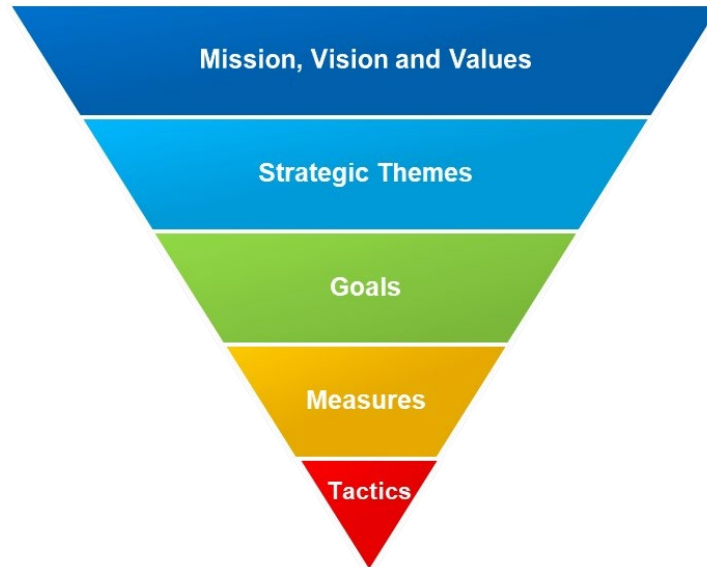 Mission, Vision and Values
Strategic Themes
Goals
Measures
Tactics